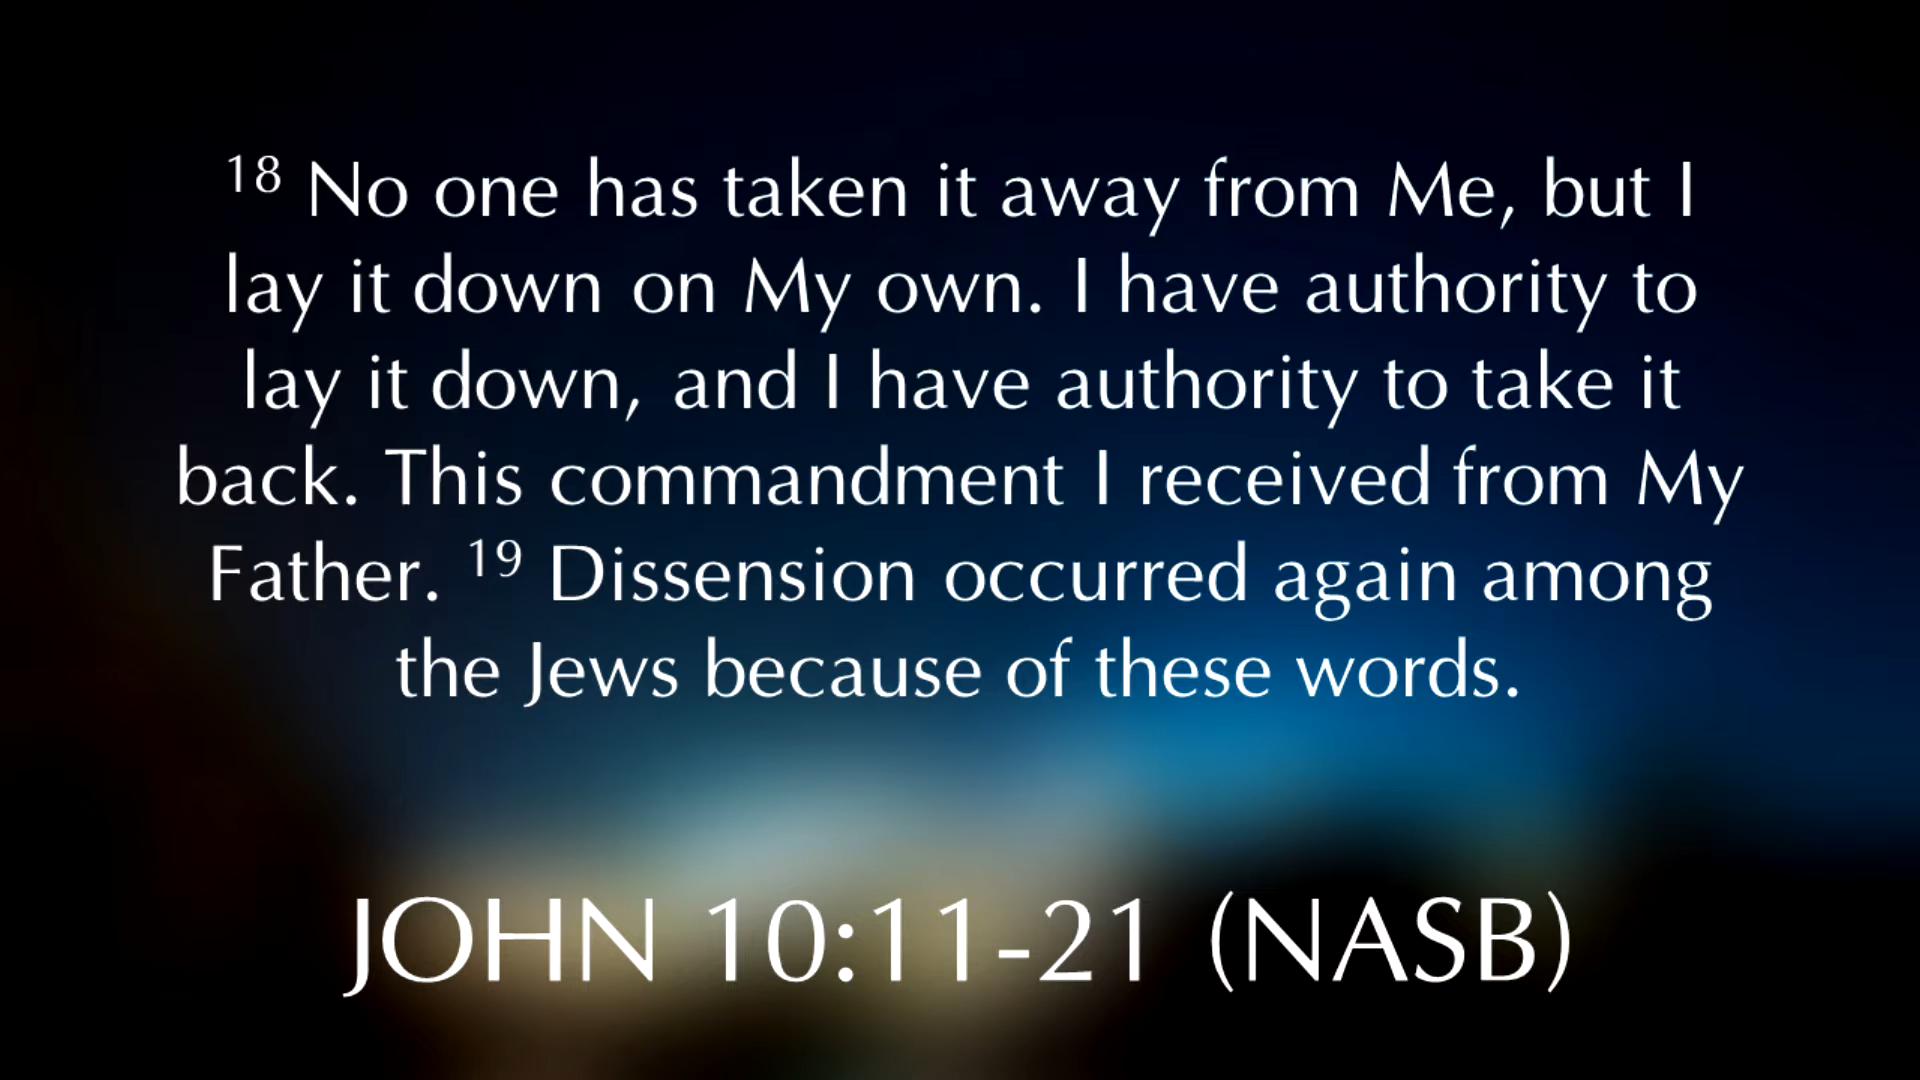 18 No one has taken it away from Me, but I
lay it down on My own. I have authority to
lay it down, and I have authority to take it
back. This commandment I received from My
Father. 19 Dissension occurred again among
the Jews because of these words.
JOHN 10:11-21 (NASB)